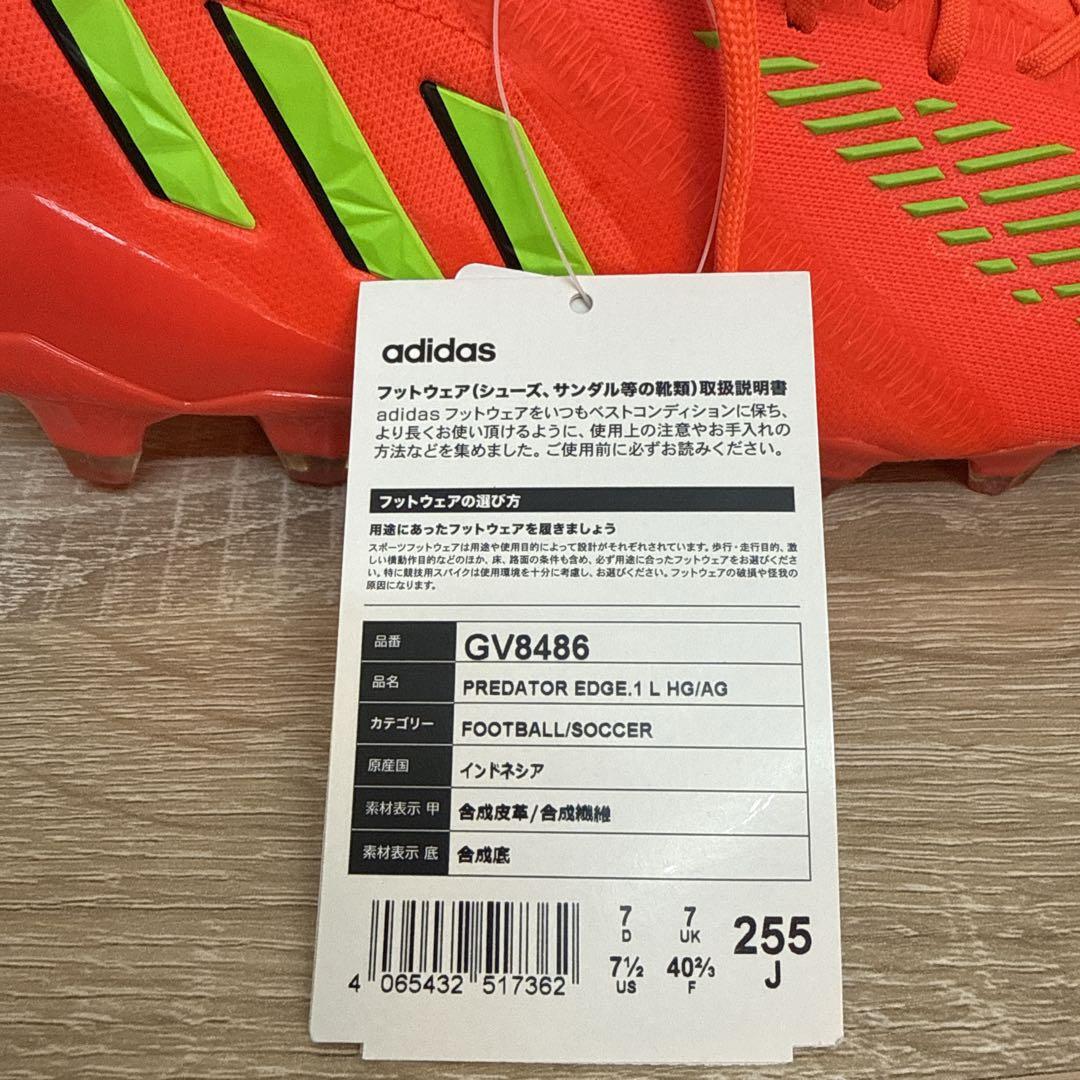 adidas
フットウェア(シューズ、サンダル等の靴類)取扱説明書
adidas フットウェアをいつもベストコンディションに保ち、
より長くお使い頂けるように、使用上の注意やお手入れの
方法などを集めました。ご使用前に必ずお読みください。
フットウェアの選び方
用途にあったフットウェアを履きましょう
スポーツフットウェアは用途や使用目的によって設計がそれぞれされています。歩行・走行目的、激
しい横動作目的などのほか、床、路面の条件も含め、必ず用途に合ったフットウェアをお選びくださ
い。特に競技用スパイクは使用環境を十分に考慮し、お選びください。フットウェアの破損や怪我の
原因になります。
品番 GV8486
品名 PREDATOR EDGE.1 L HG/AG
カテゴリー FOOTBALL/SOCCER
原産国 インドネシア
素材表示 甲 合成皮革/合成繊維
素材表示 底 合成底
7 7 255
D UK J
7½ 40⅔
US F
4 065432 517362